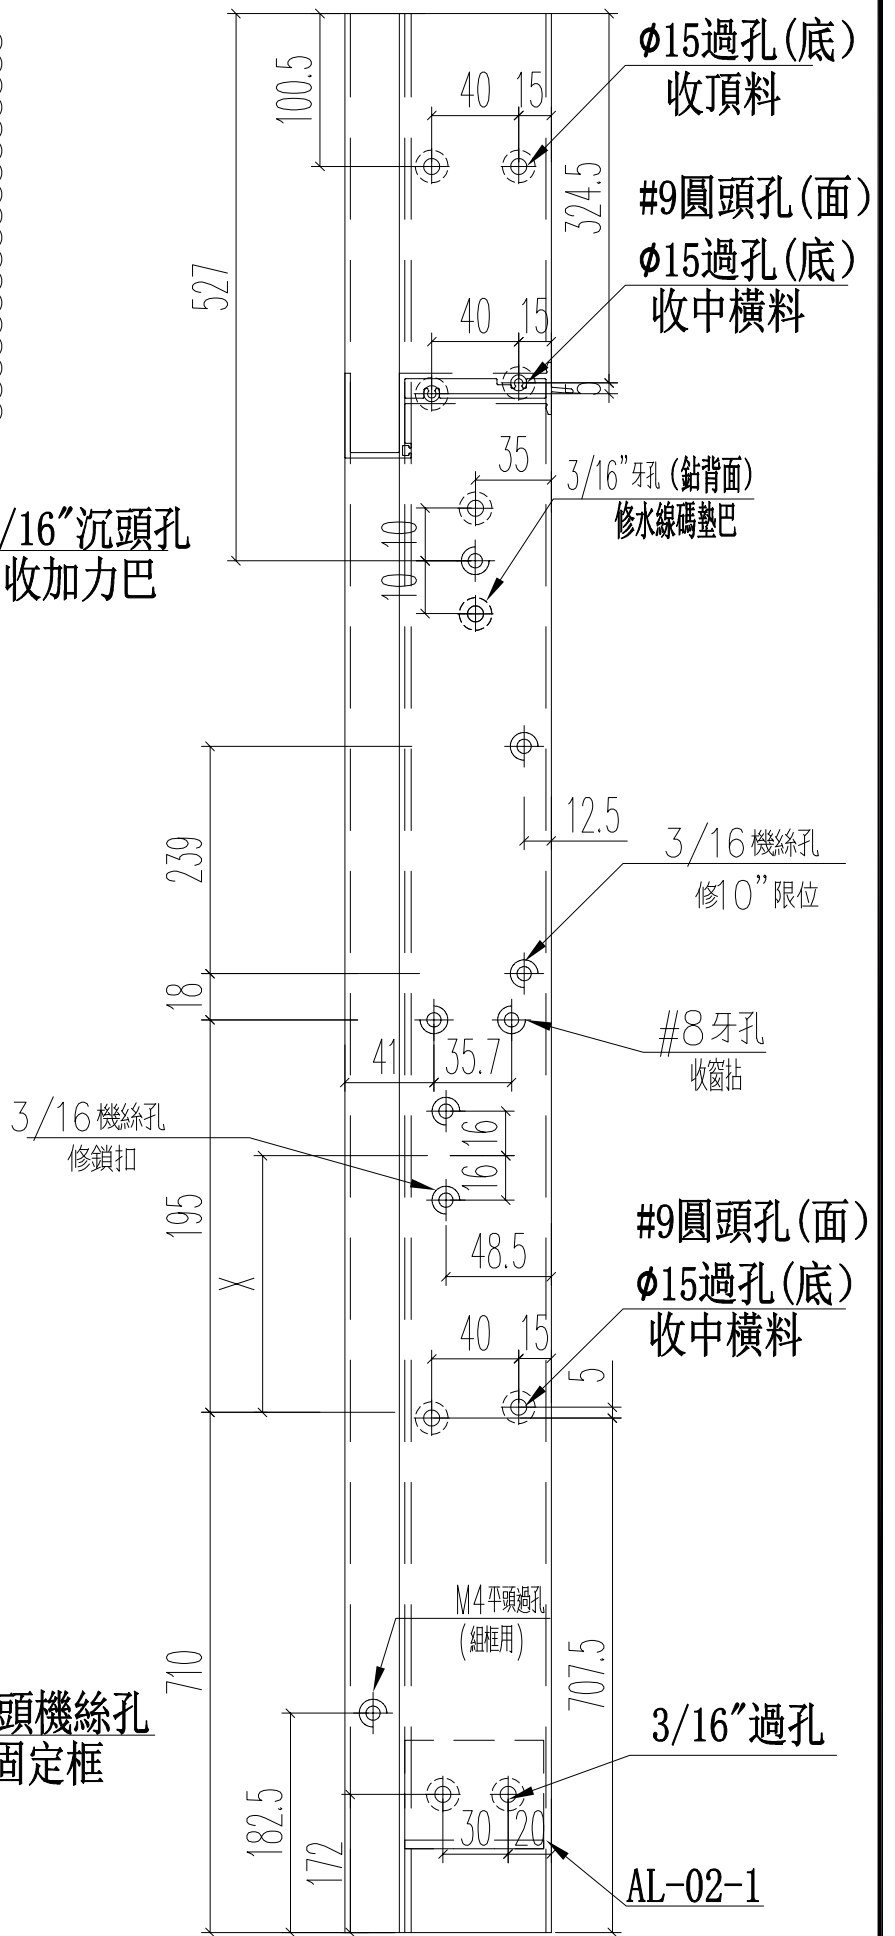 ϕ15過孔(底)
收頂料
100.5
40
15
324.5
#9圓頭孔(面)
ϕ15過孔(底)
收中橫料
527
40
15
35
3/16"牙孔(鉆背面)
修水線碼墊巴
/16"沉頭孔
收加力巴
10
10
239
12.5
3/16機絲孔
修10"限位
18
#8牙孔
收窗拈
41
35.7
3/16機絲孔
修鎖扣
16
16
195
48.5
X
#9圓頭孔(面)
ϕ15過孔(底)
收中橫料
40
15
5
M4平頭過孔
(組框用)
710
707.5
頭機絲孔
固定框
3/16"過孔
182.5
172
30
20
AL-02-1